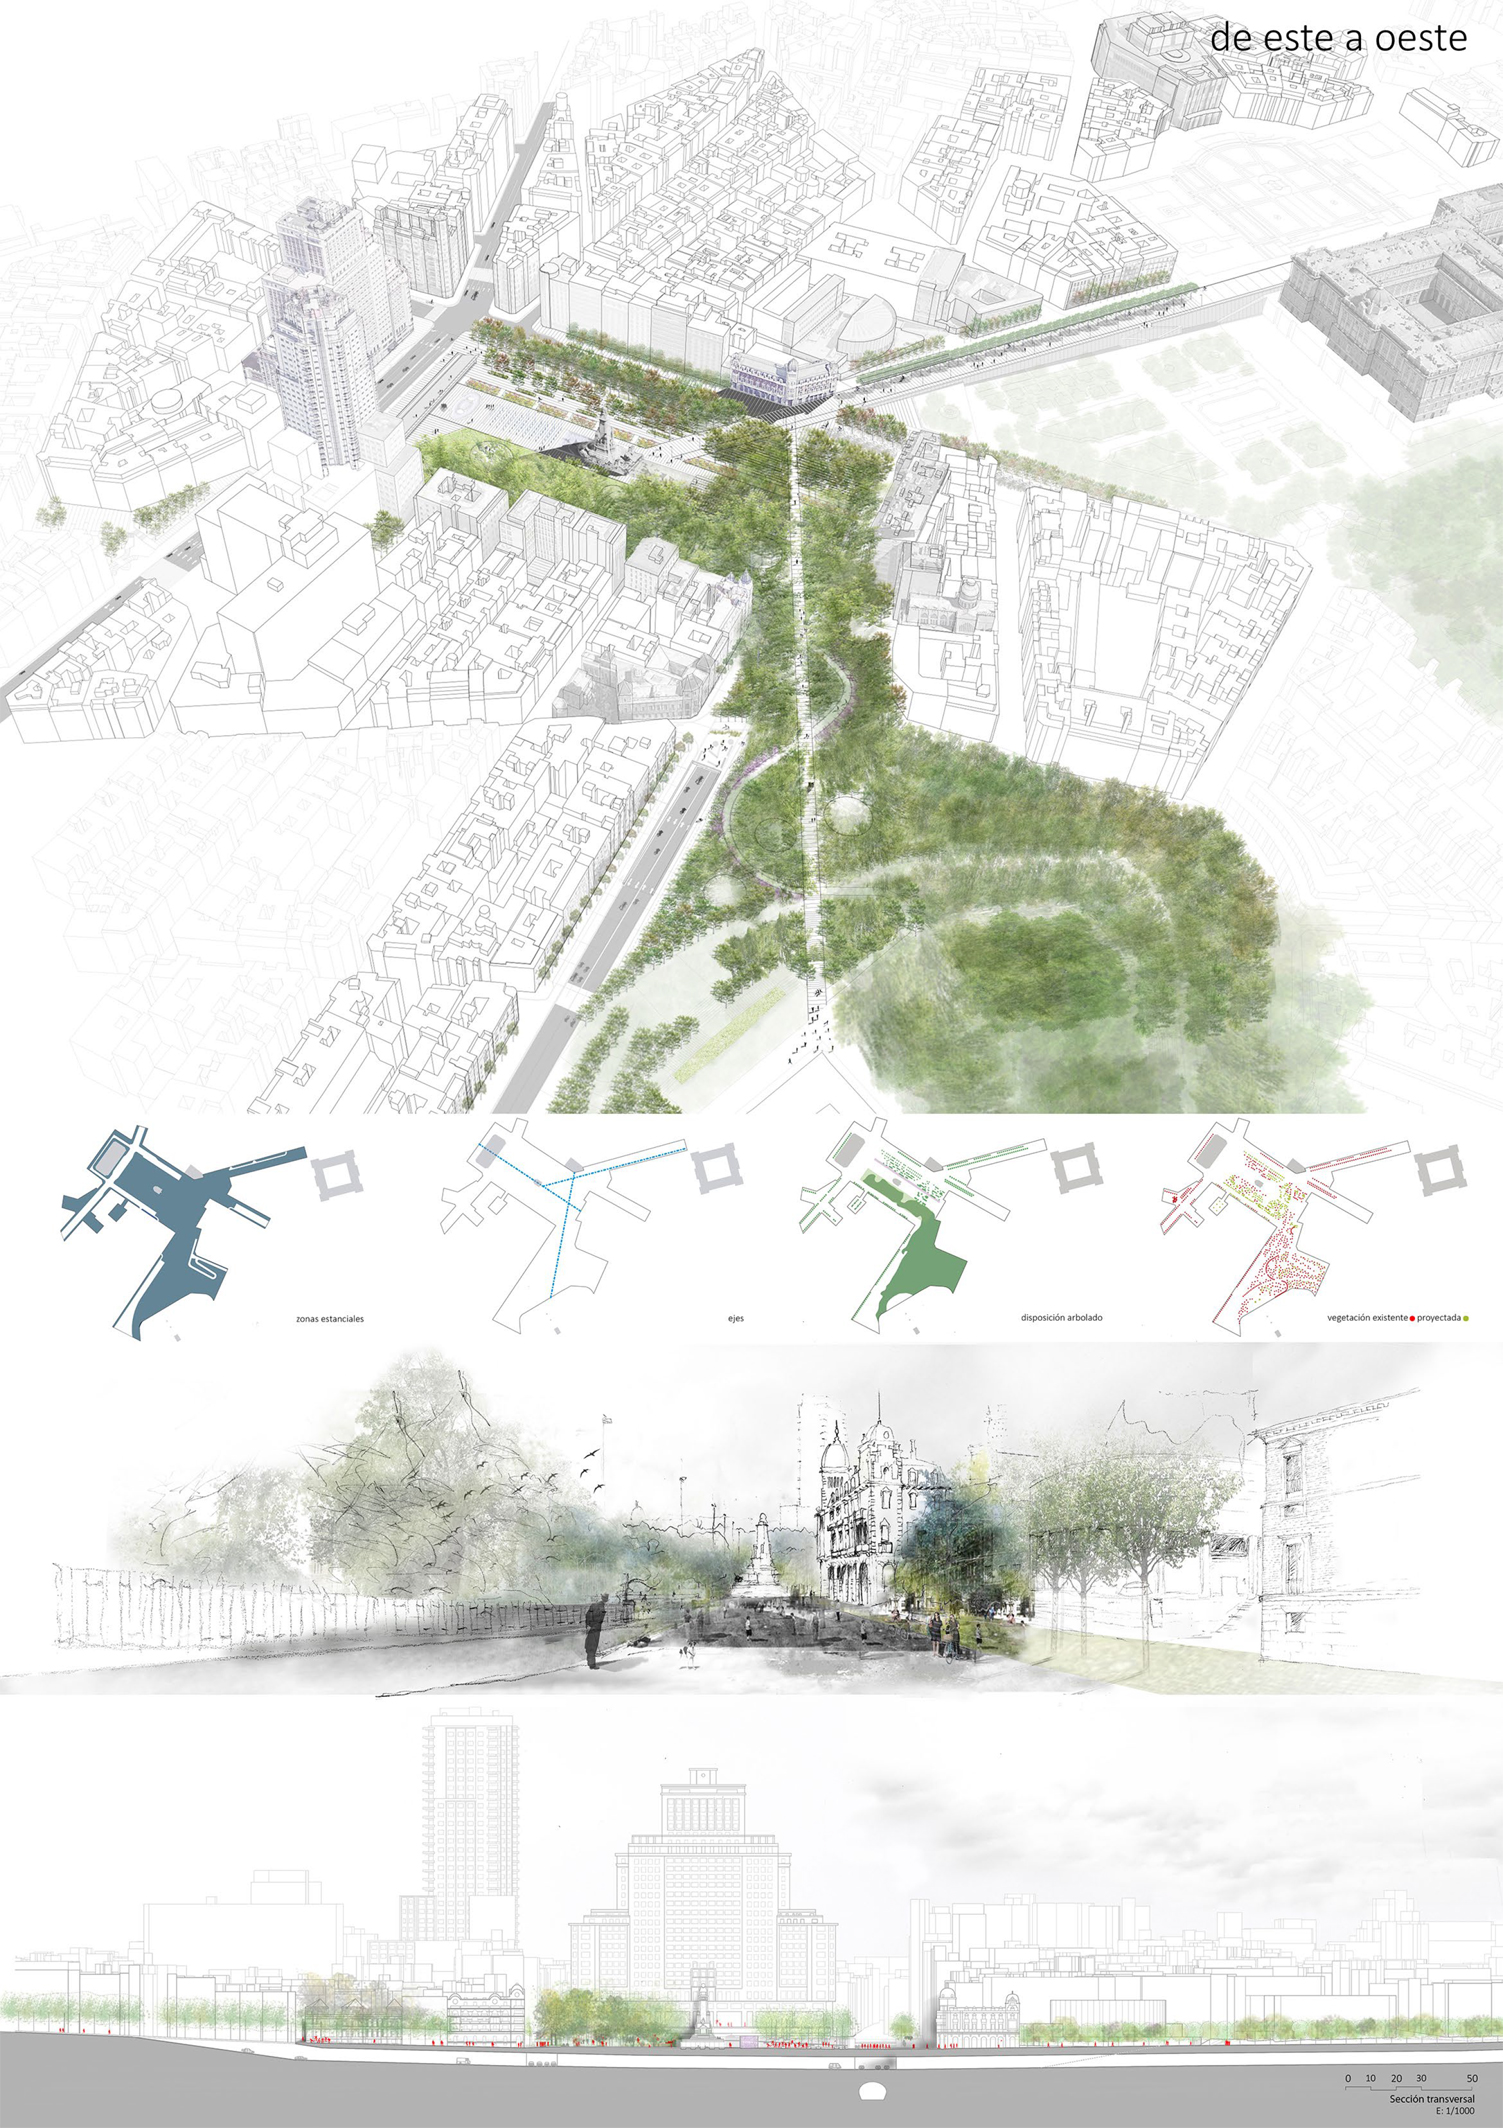 de este a oeste
zonas estanciales
ejes
disposición arbolado
vegetación existente proyectada
0 10 20 30 50
Sección transversal
E: 1/1000